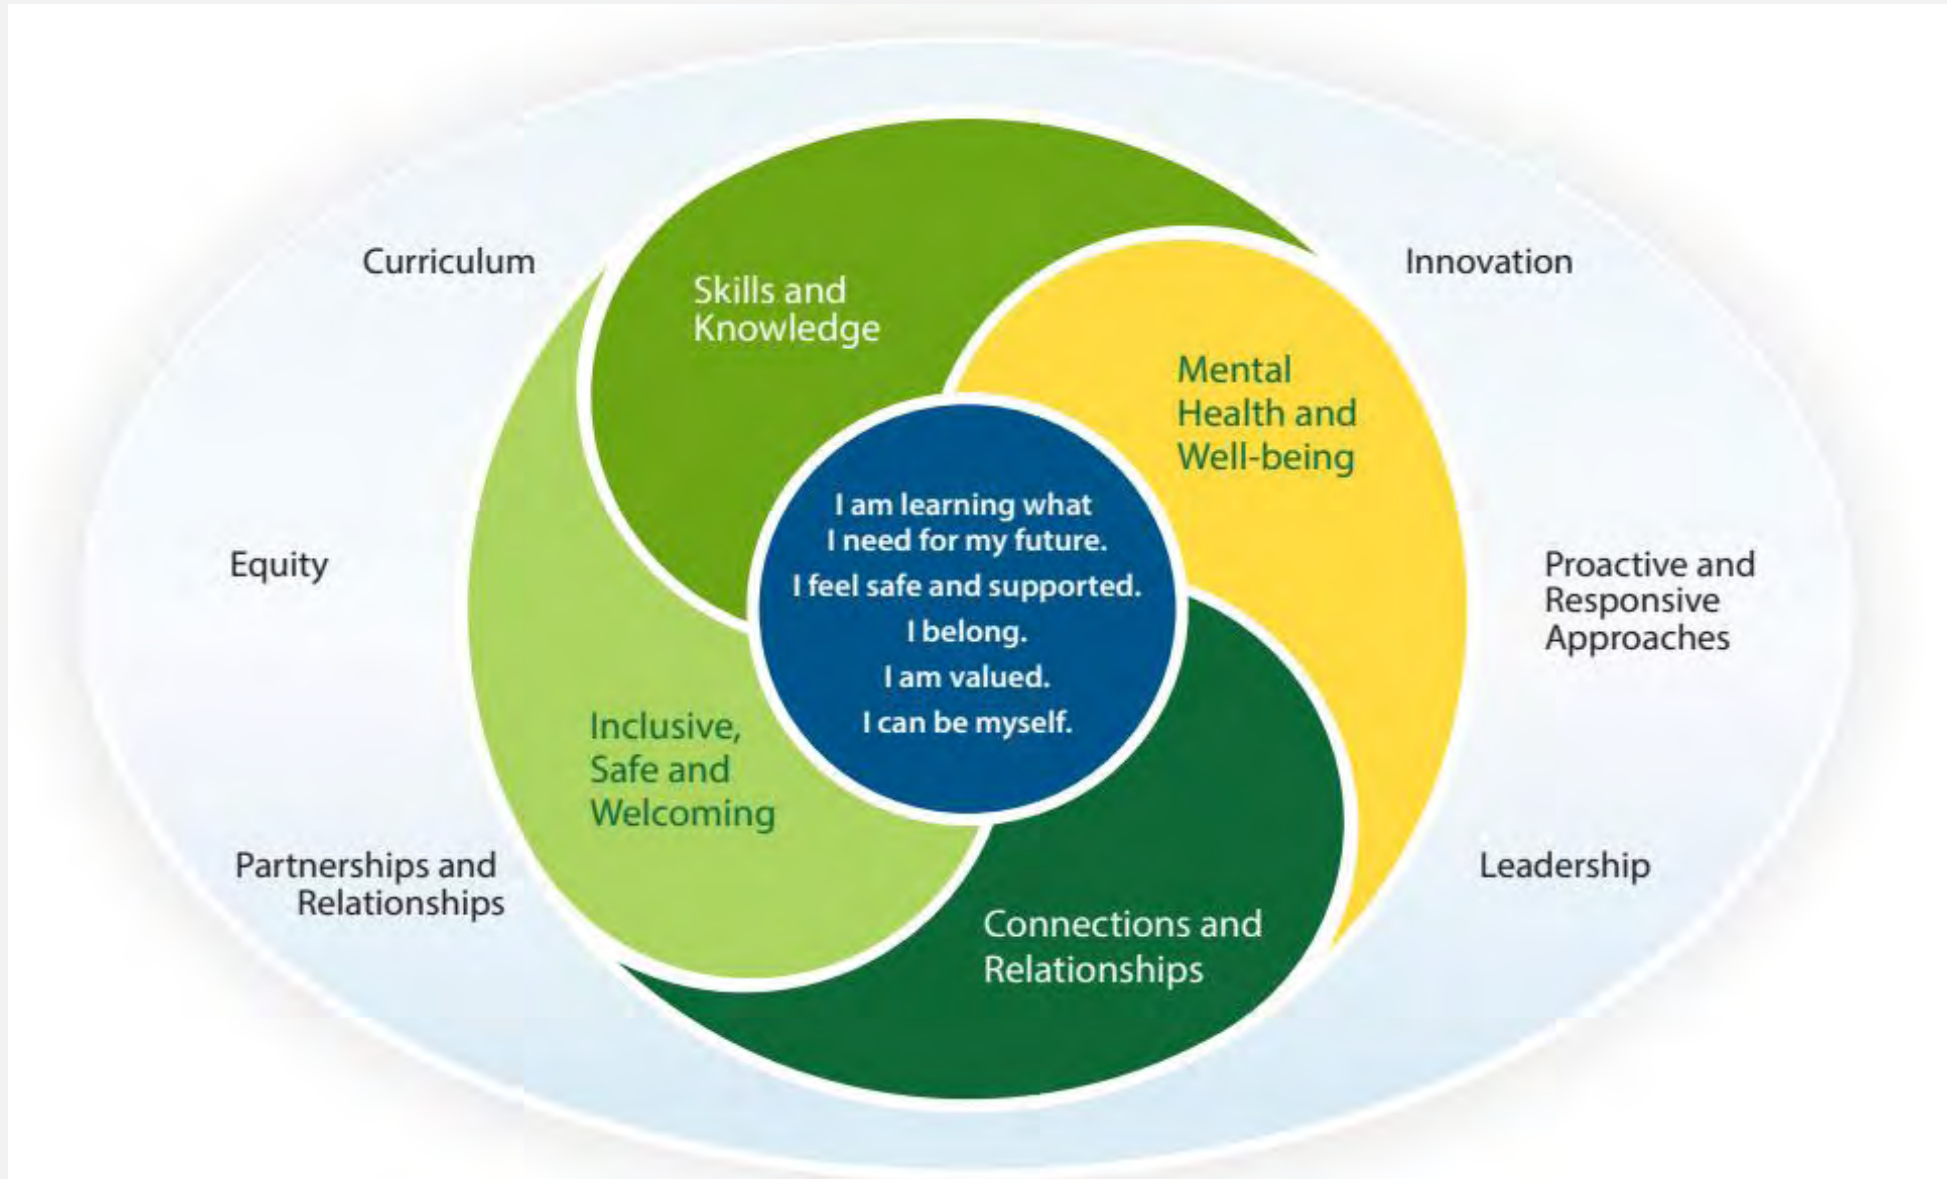 Curriculum
Innovation
Skills and
Knowledge
Mental
Health and
Well-being
I am learning what
I need for my future.
I feel safe and supported.
I belong.
I am valued.
I can be myself.
Equity
Proactive and
Responsive
Approaches
Inclusive,
Safe and
Welcoming
Partnerships and
Relationships
Leadership
Connections and
Relationships